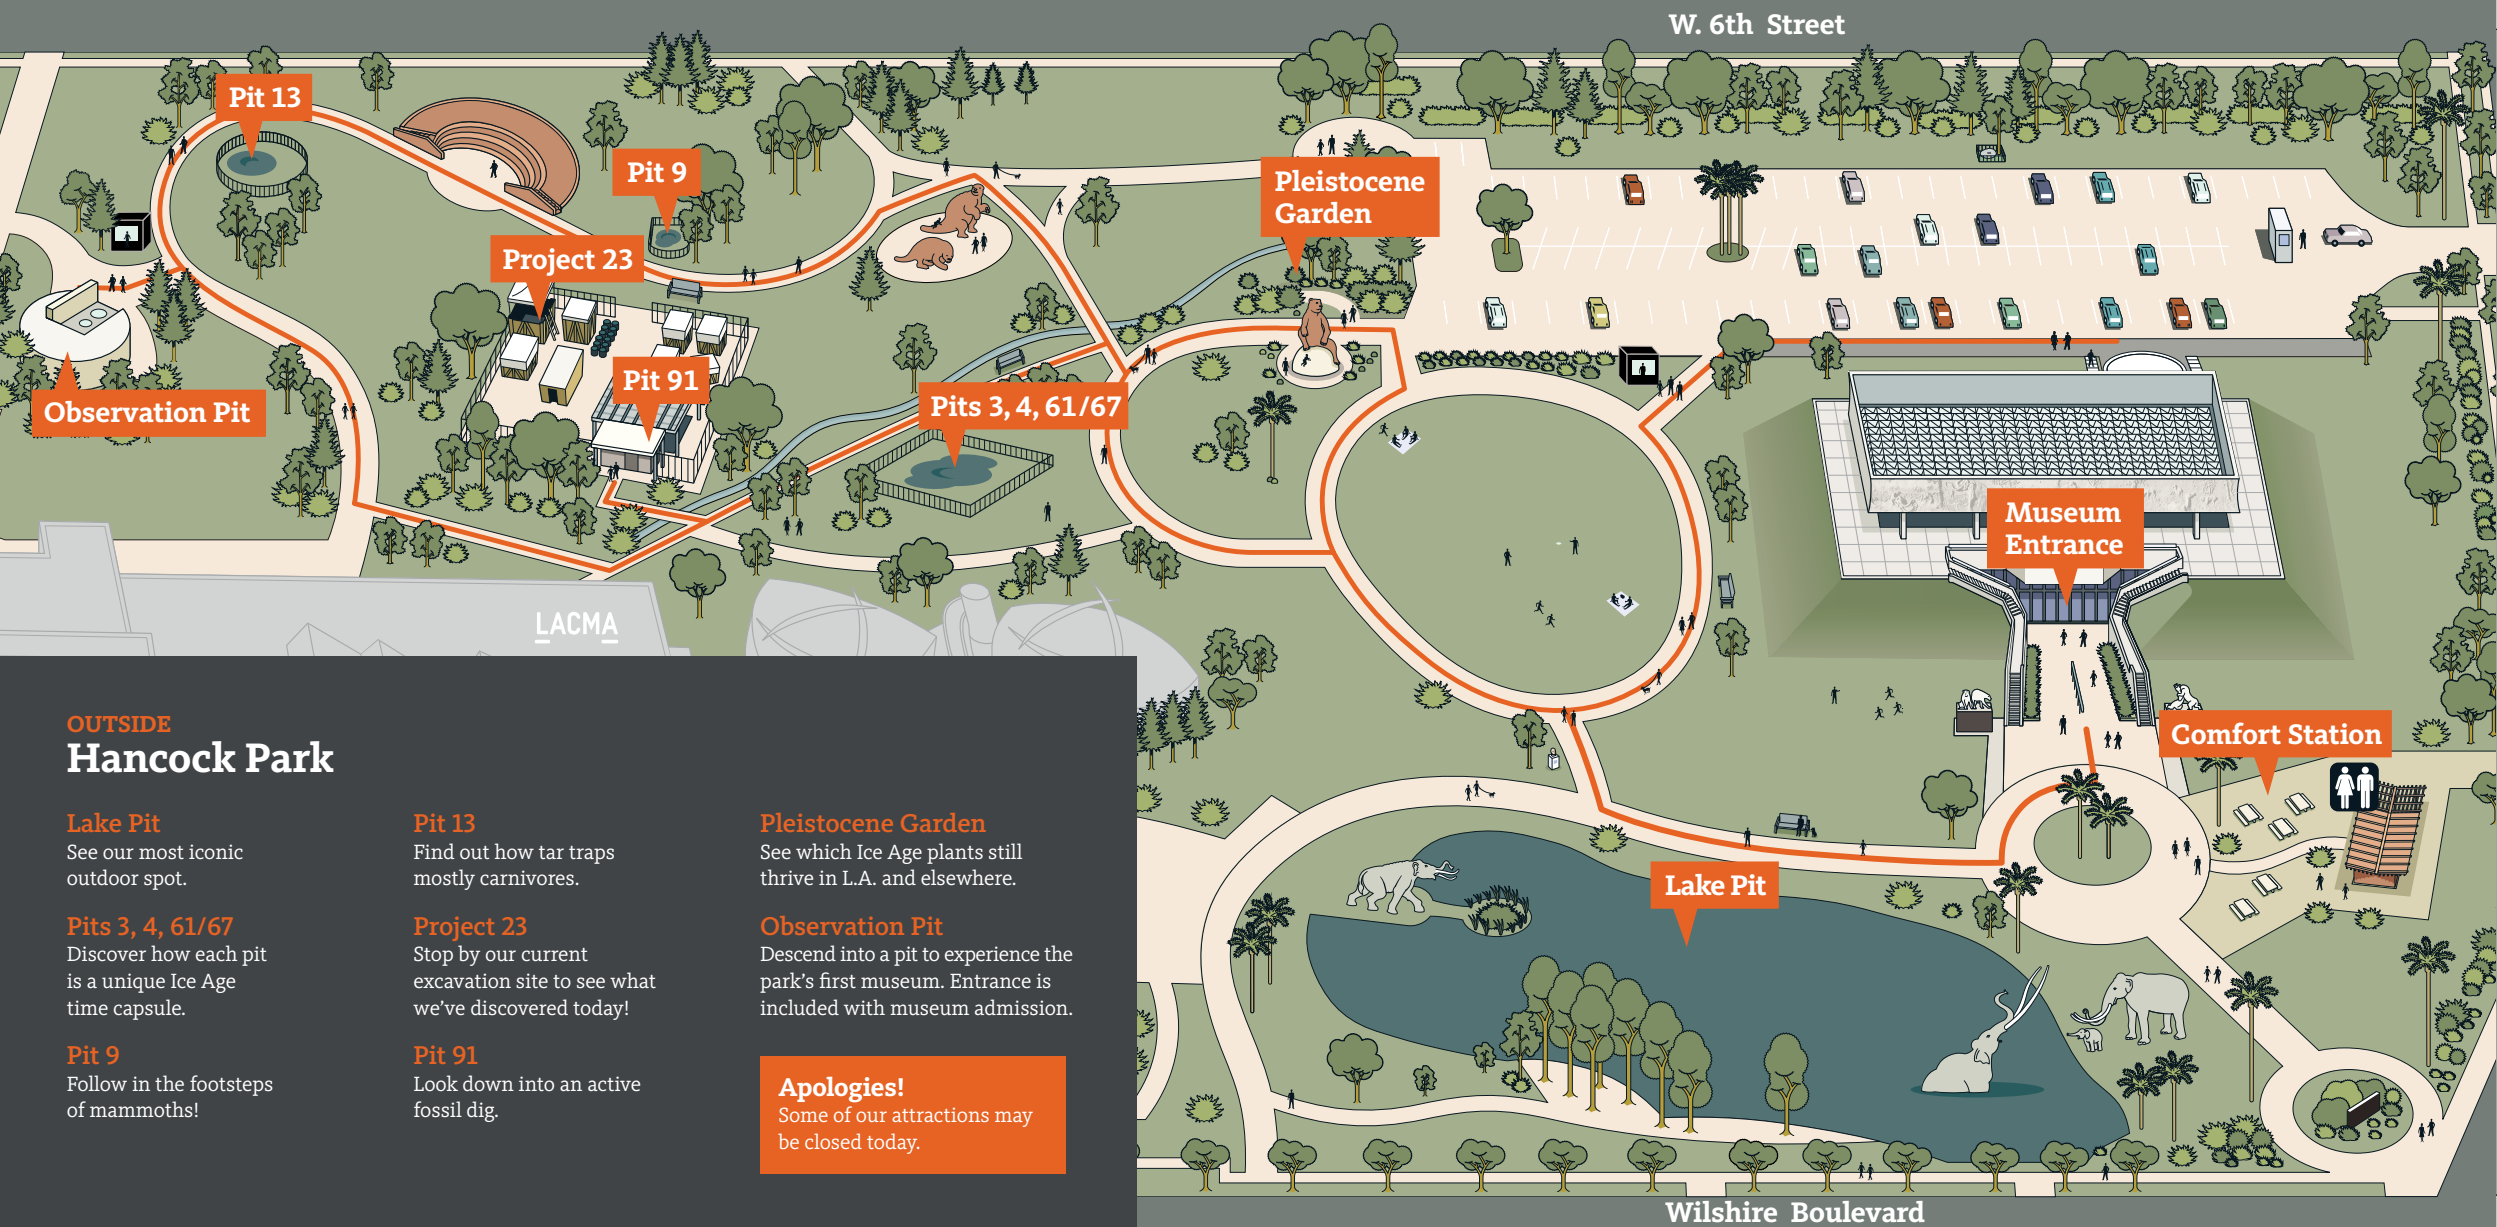 W. 6th Street
Pit 13
Pit 9
Pleistocene
Garden
Project 23
Pit 91
Pits 3, 4, 61/67
Observation Pit
Museum
Entrance
LACMA
Comfort Station
Lake Pit
Wilshire Boulevard
OUTSIDE
Hancock Park
Lake Pit
See our most iconic
outdoor spot.
Pits 3, 4, 61/67
Discover how each pit
is a unique Ice Age
time capsule.
Pit 9
Follow in the footsteps
of mammoths!
Pit 13
Find out how tar traps
mostly carnivores.
Project 23
Stop by our current
excavation site to see what
we've discovered today!
Pit 91
Look down into an active
fossil dig.
Pleistocene Garden
See which Ice Age plants still
thrive in L.A. and elsewhere.
Observation Pit
Descend into a pit to experience the
park's first museum. Entrance is
included with museum admission.
Apologies!
Some of our attractions may
be closed today.